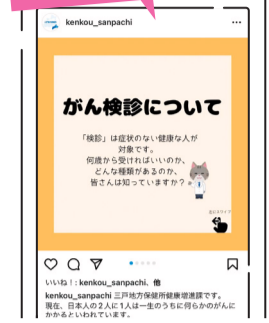 kenkou_sanpachi
がん検診について
「検診」は症状のない健康な人が
対象です。
何歳から受ければいいのか、
どんな種類があるのか、
皆さんは知っていますか？
左にスワイプ
いいね！: kenkou_sanpachi、他
kenkou_sanpachi 三戸地方保健所健康増進課です。
現在、日本人の2人に1人は一生のうちに何らかのがんに
かかるといわれています。